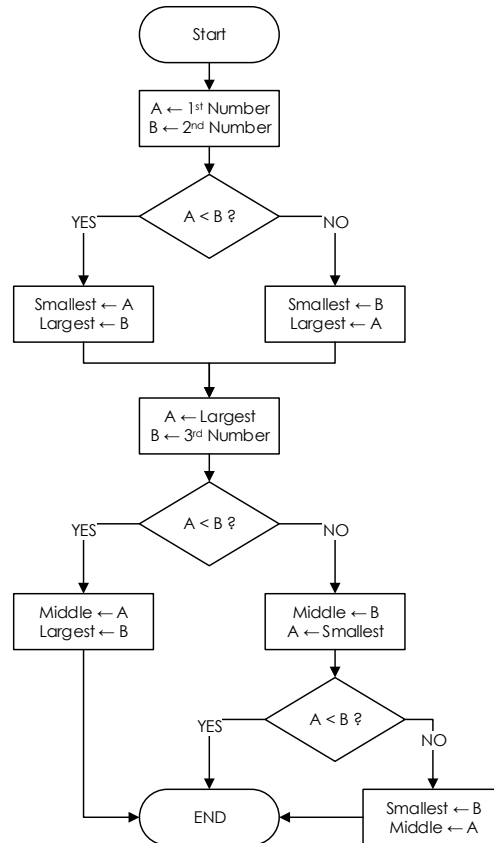 Start
A ← 1st Number
B ← 2nd Number
A < B ?
YES
NO
Smallest ← A
Largest ← B
Smallest ← B
Largest ← A
A ← Largest
B ← 3rd Number
A < B ?
YES
NO
Middle ← A
Largest ← B
Middle ← B
A ← Smallest
A < B ?
YES
NO
END
Smallest ← B
Middle ← A